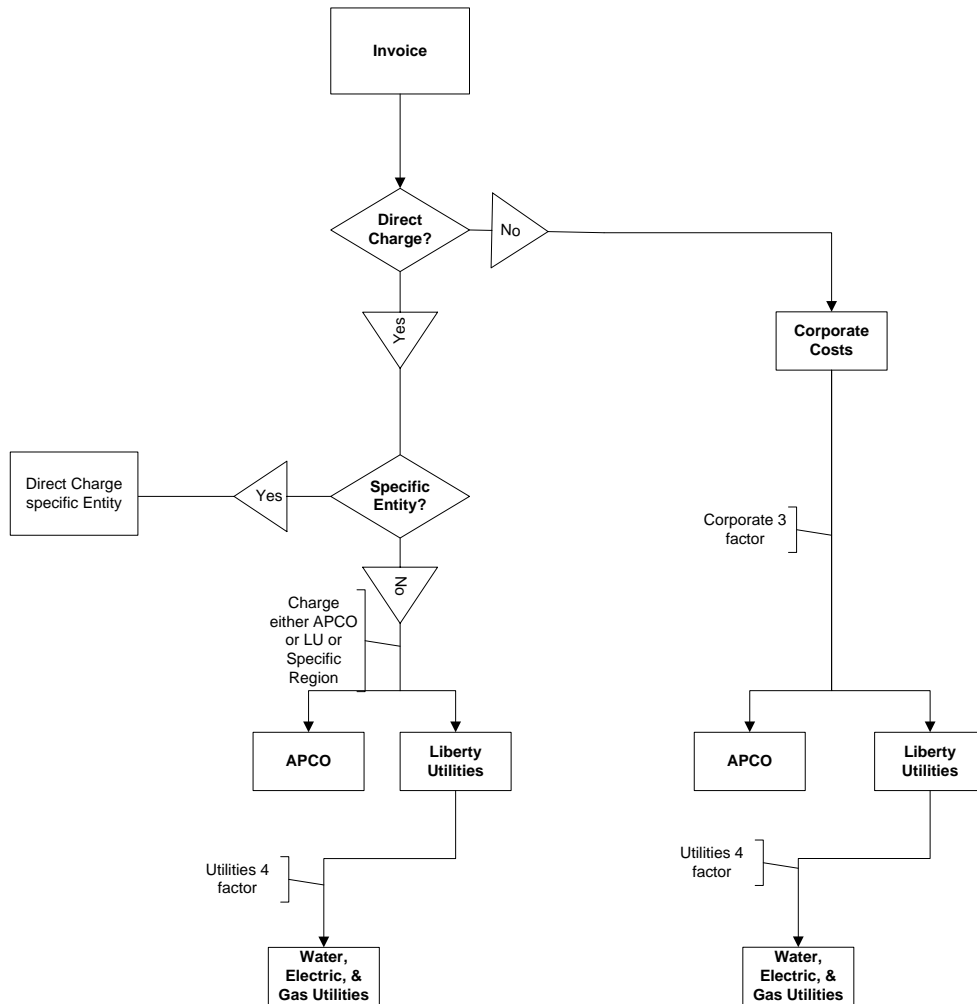 Invoice
Direct
Charge?
No
Yes
Corporate
Costs
Direct Charge
specific Entity
Yes
Specific
Entity?
Corporate 3
factor
No
Charge
either APCO
or LU or
Specific
Region
APCO
Liberty
Utilities
APCO
Liberty
Utilities
Utilities 4
factor
Utilities 4
factor
Water,
Electric, &
Gas Utilities
Water,
Electric, &
Gas Utilities